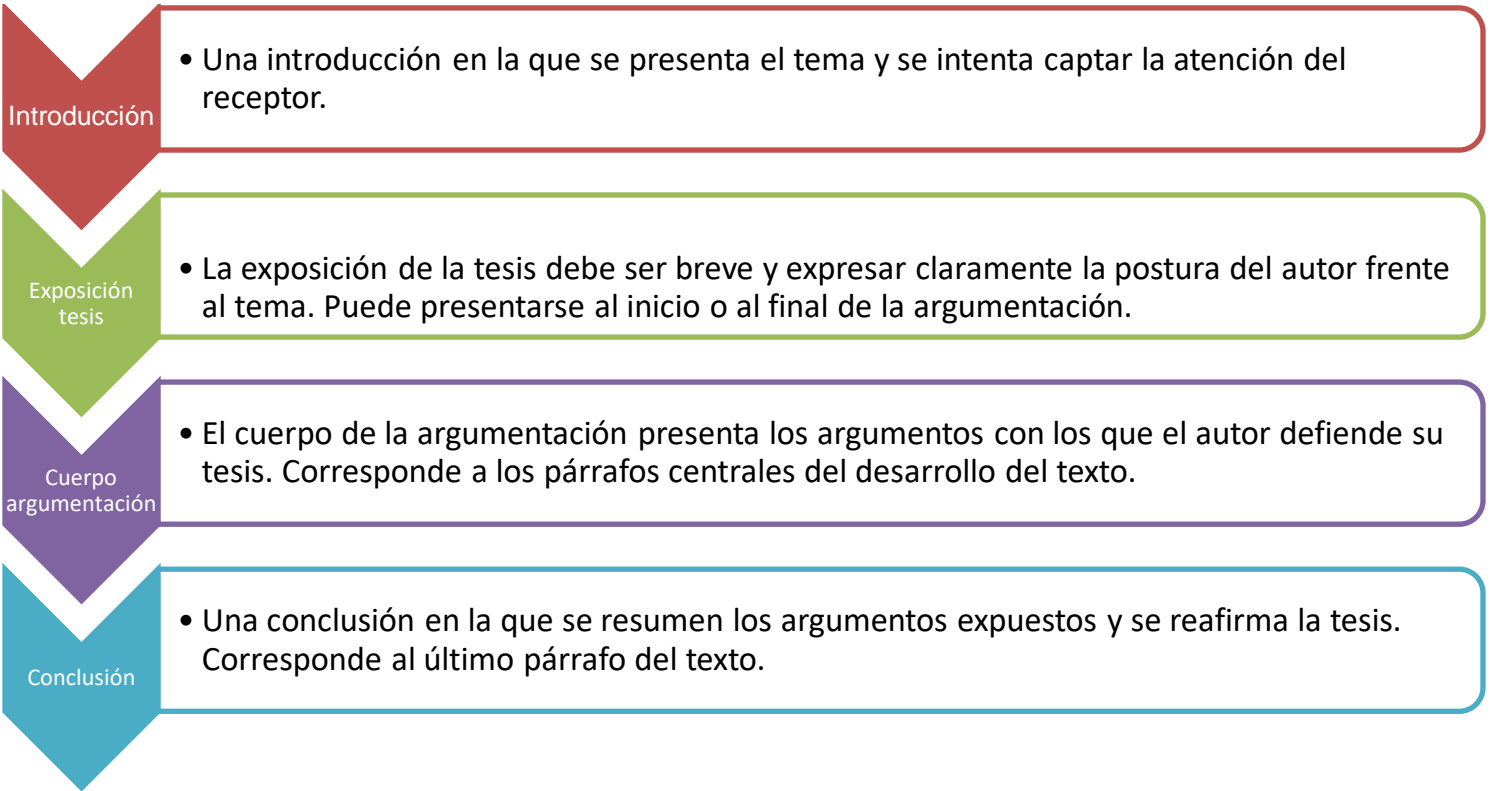 Introducción
• Una introducción en la que se presenta el tema y se intenta captar la atención del
receptor.
Exposición
tesis
• La exposición de la tesis debe ser breve y expresar claramente la postura del autor frente
al tema. Puede presentarse al inicio o al final de la argumentación.
Cuerpo
argumentación
• El cuerpo de la argumentación presenta los argumentos con los que el autor defiende su
tesis. Corresponde a los párrafos centrales del desarrollo del texto.
Conclusión
• Una conclusión en la que se resumen los argumentos expuestos y se reafirma la tesis.
Corresponde al último párrafo del texto.